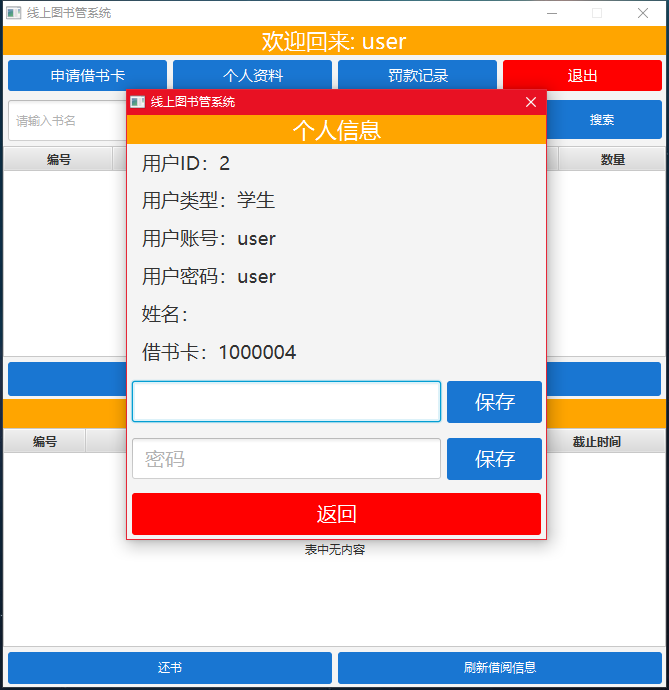 线上图书管系统
欢迎回来: user
申请借书卡 个人资料 罚款记录 退出
线上图书管系统
请输入书名 搜索
个人信息
编号 数量
用户ID：2
用户类型：学生
用户账号：user
用户密码：user
姓名：
借书卡：1000004
保存
编号 截止时间
密码 保存
返回
表中无内容
还书 刷新借阅信息